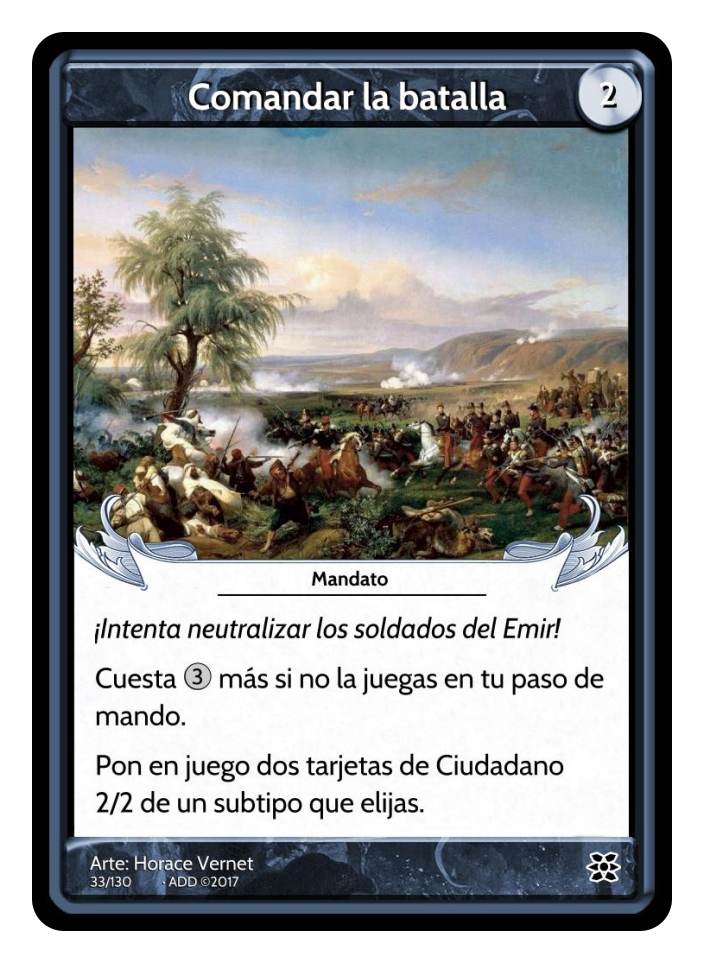 Comandar la batalla
2
Mandato
¡Intenta neutralizar los soldados del Emir!
Cuesta 3 más si no la juegas en tu paso de
mando.
Pon en juego dos tarjetas de Ciudadano
2/2 de un subtipo que elijas.
Arte: Horace Vernet
33/130 · ADD ©2017